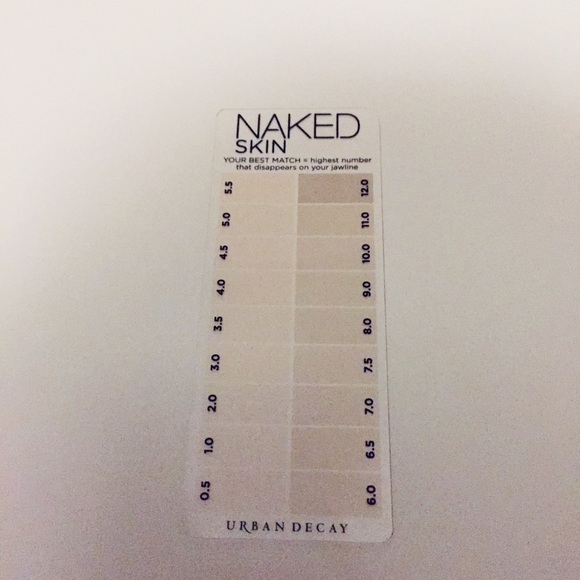 NAKED
SKIN
YOUR BEST MATCH = highest number
that disappears on your jawline
5.5 12.0
5.0 11.0
4.5 10.0
4.0 9.0
3.5 8.0
3.0 7.5
2.0 7.0
1.0 6.5
0.5 6.0
URBAN DECAY